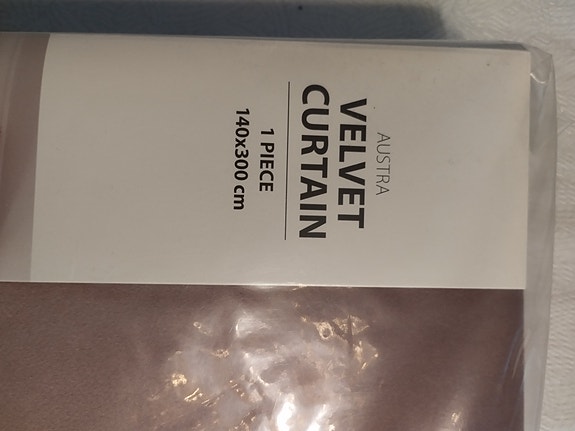 AUSTRA
VELVET
CURTAIN
1 PIECE
140x300 cm